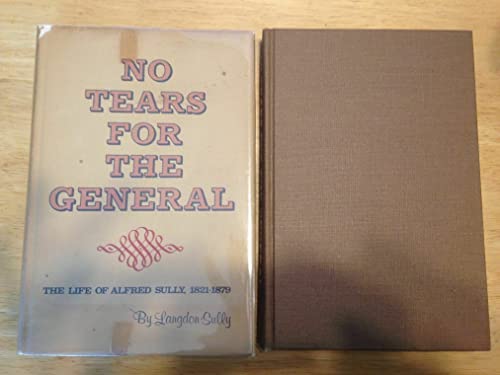 NO
TEARS
FOR
THE
GENERAL
THE LIFE OF ALFRED SULLY, 1821-1879
By Langdon Sully